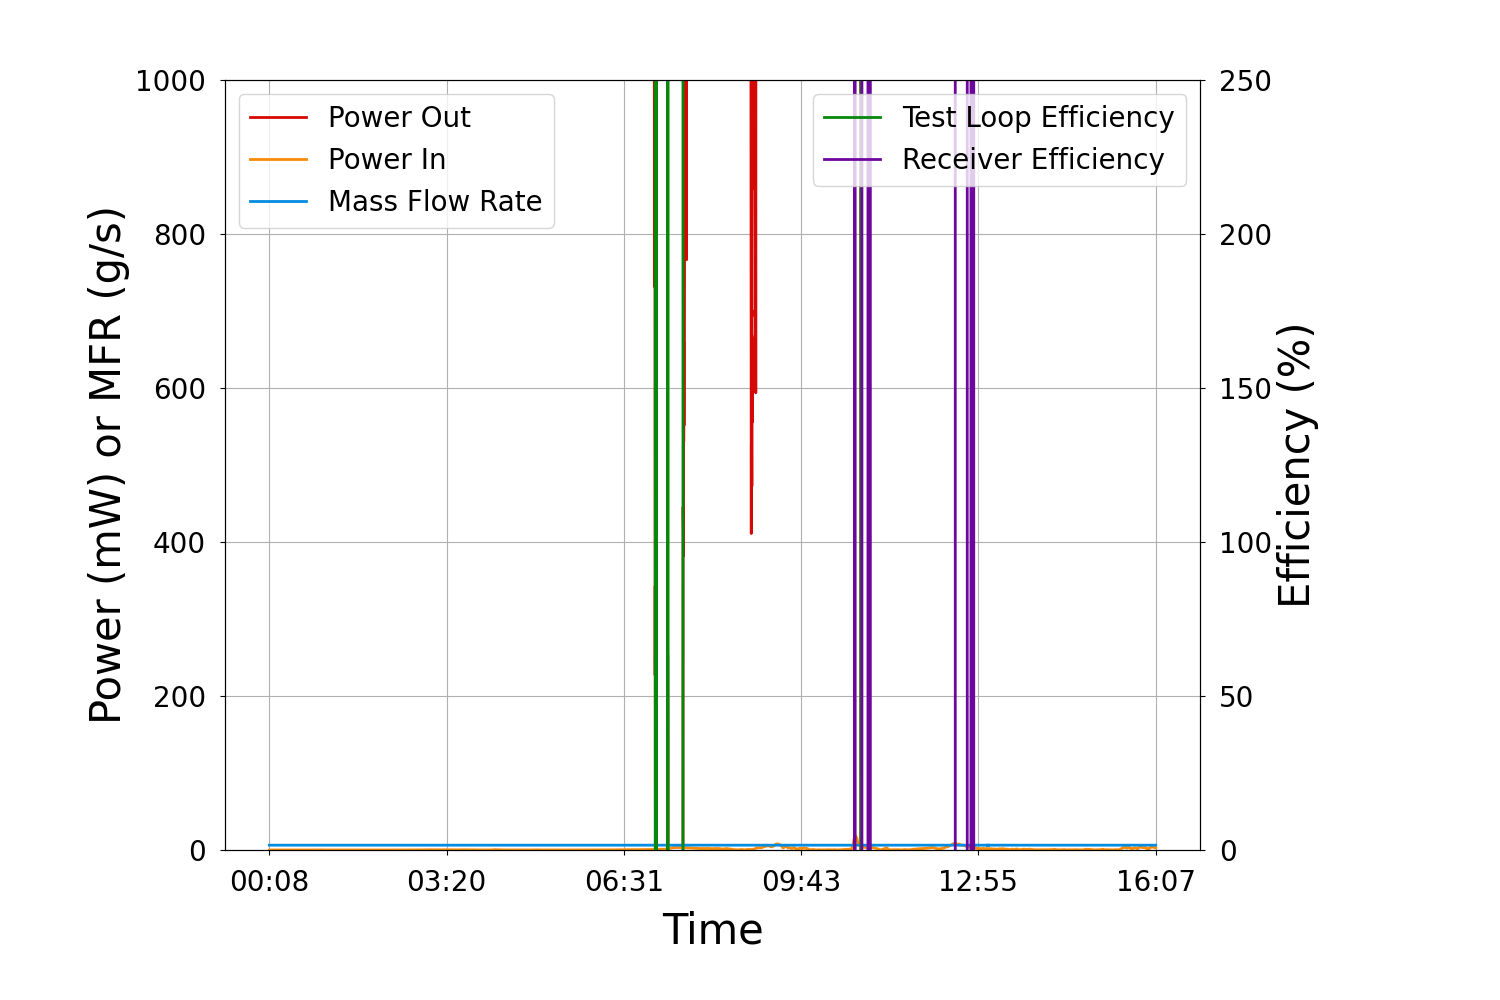 1000
800
600
400
200
0
Power (mW) or MFR (g/s)
Power Out
Power In
Mass Flow Rate
Test Loop Efficiency
Receiver Efficiency
250
200
150
100
50
0
Efficiency (%)
00:08 03:20 06:31 09:43 12:55 16:07
Time